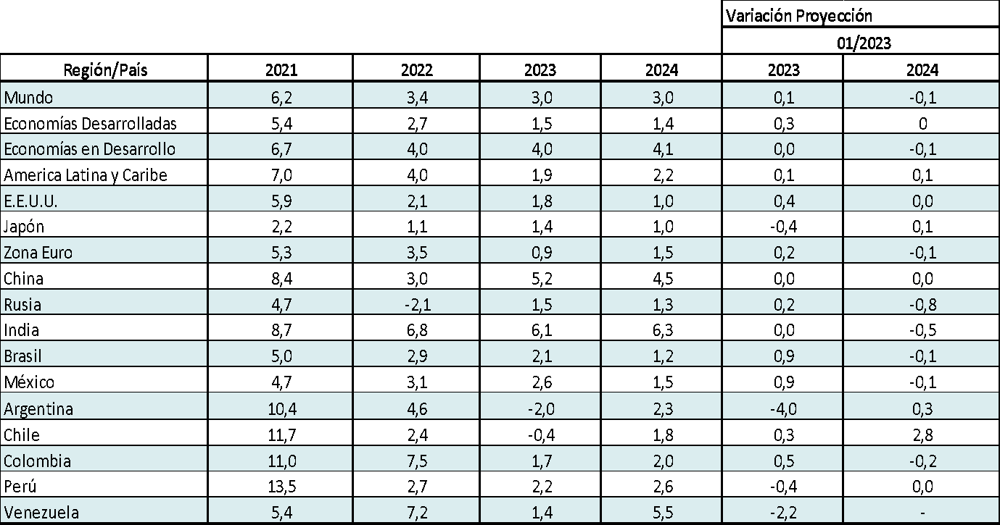 Variación Proyección
01/2023
Región/País 2021 2022 2023 2024 2023 2024
Mundo 6,2 3,4 3,0 3,0 0,1 -0,1
Economías Desarrolladas 5,4 2,7 1,5 1,4 0,3 0
Economías en Desarrollo 6,7 4,0 4,0 4,1 0,0 -0,1
America Latina y Caribe 7,0 4,0 1,9 2,2 0,1 0,1
E.E.U.U. 5,9 2,1 1,8 1,0 0,4 0,0
Japón 2,2 1,1 1,4 1,0 -0,4 0,1
Zona Euro 5,3 3,5 0,9 1,5 0,2 -0,1
China 8,4 3,0 5,2 4,5 0,0 0,0
Rusia 4,7 -2,1 1,5 1,3 0,2 -0,8
India 8,7 6,8 6,1 6,3 0,0 -0,5
Brasil 5,0 2,9 2,1 1,2 0,9 -0,1
México 4,7 3,1 2,6 1,5 0,9 -0,1
Argentina 10,4 4,6 -2,0 2,3 -4,0 0,3
Chile 11,7 2,4 -0,4 1,8 0,3 2,8
Colombia 11,0 7,5 1,7 2,0 0,5 -0,2
Perú 13,5 2,7 2,2 2,6 -0,4 0,0
Venezuela 5,4 7,2 1,4 5,5 -2,2 -